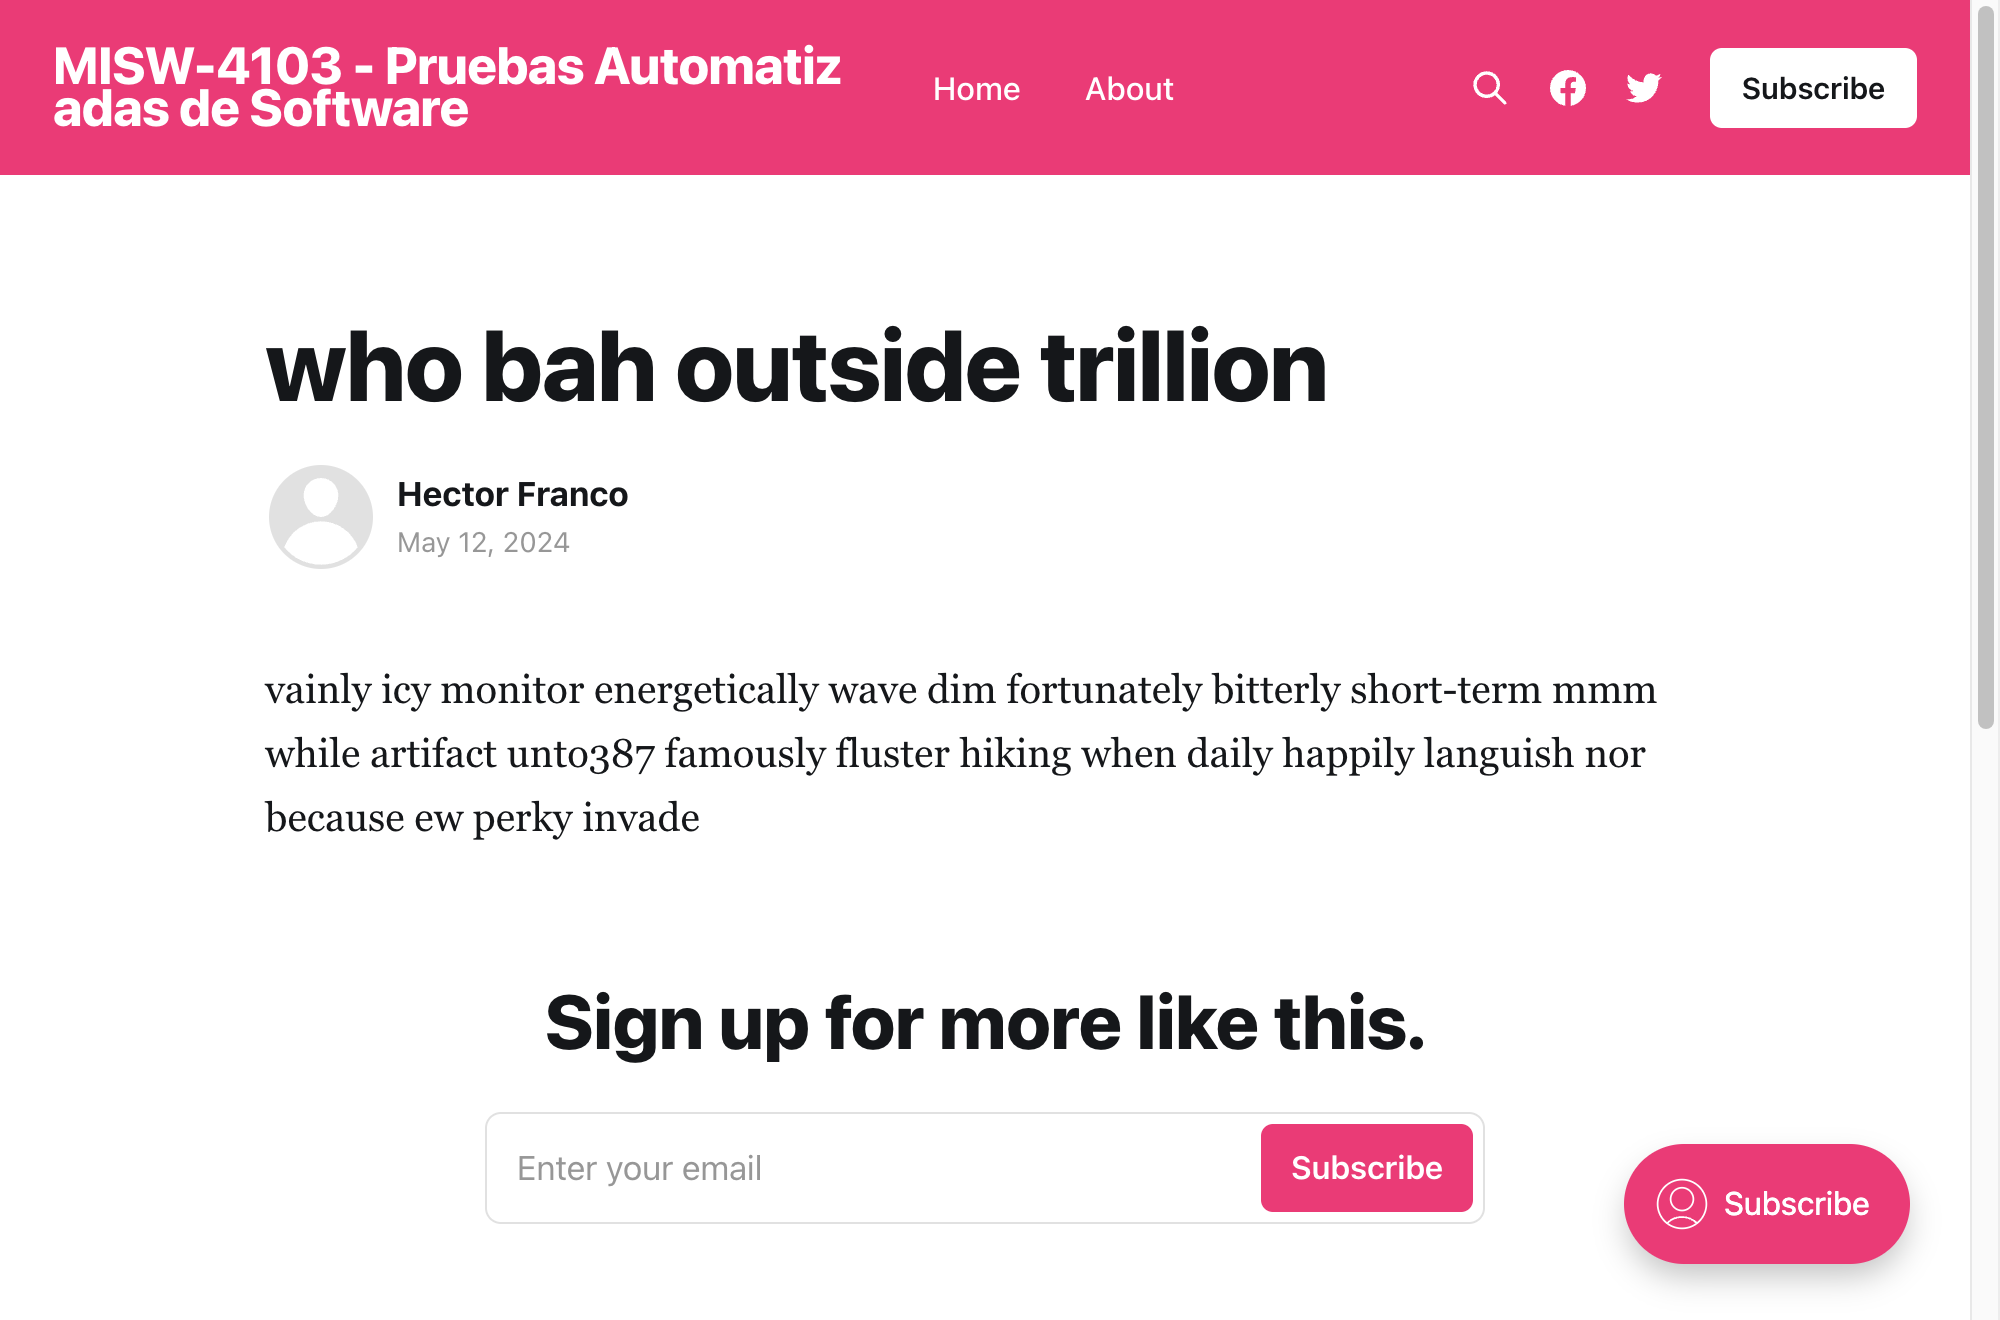 MISW-4103 - Pruebas Automatiz
adas de Software
Home
About
Subscribe
who bah outside trillion
Hector Franco
May 12, 2024
vainly icy monitor energetically wave dim fortunately bitterly short-term mmm
while artifact unto387 famously fluster hiking when daily happily languish nor
because ew perky invade
Sign up for more like this.
Enter your email
Subscribe
Subscribe